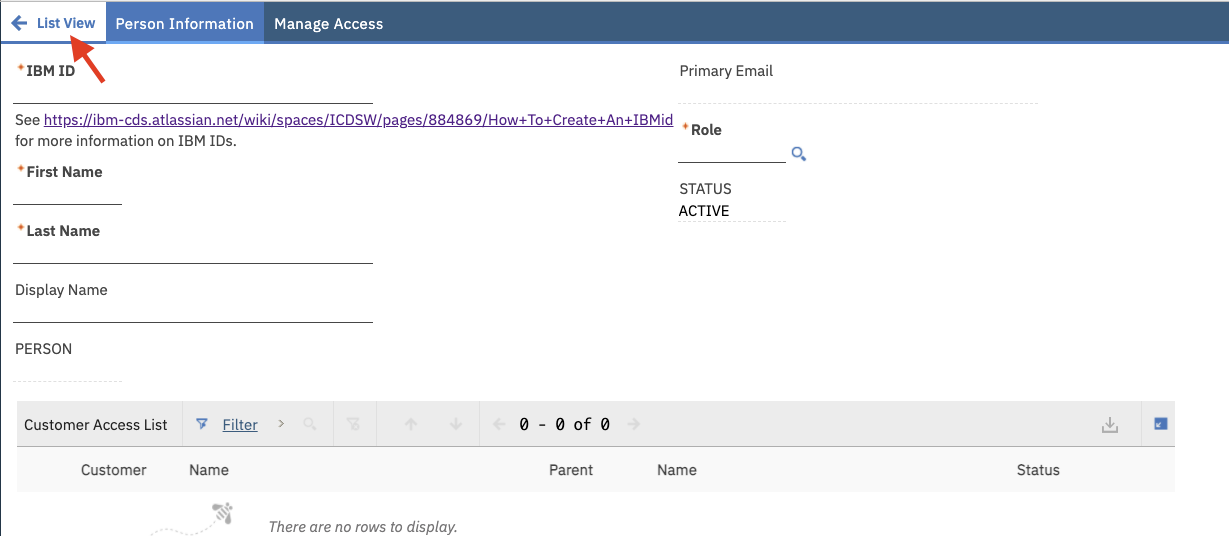 List View Person Information Manage Access
IBM ID
See https://ibm-cds.atlassian.net/wiki/spaces/ICDSW/pages/884869/How+To+Create+An+IBMid
for more information on IBM IDs.
First Name
Last Name
Display Name
PERSON
Primary Email
Role
STATUS
ACTIVE
Customer Access List Filter 0 - 0 of 0
Customer Name Parent Name Status
There are no rows to display.